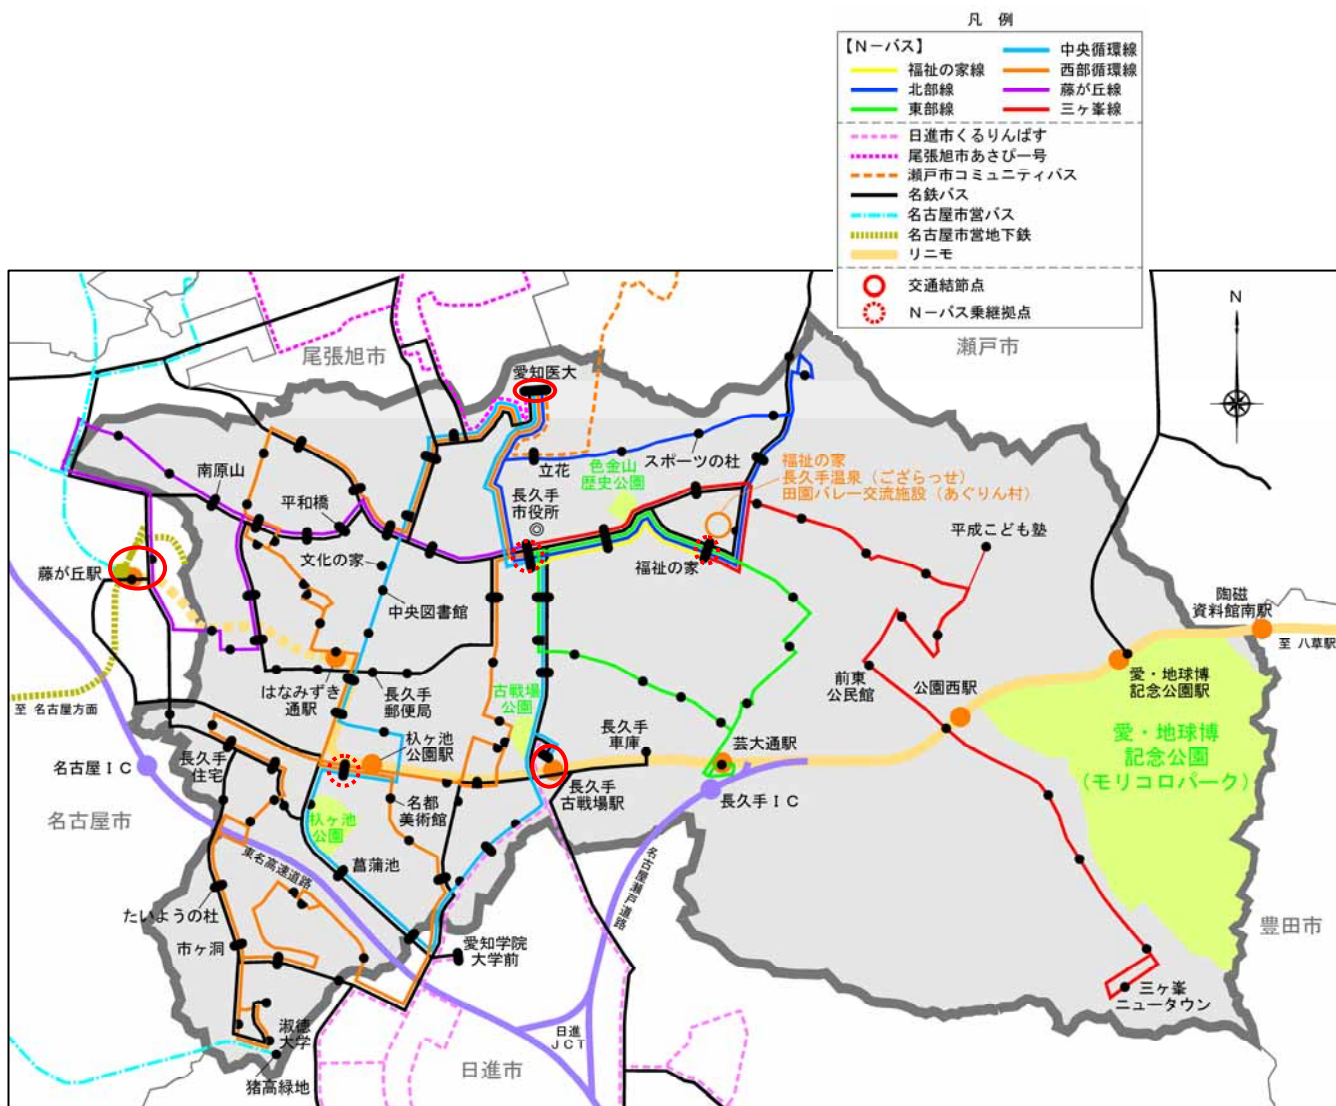 凡 例
【N－バス】
福祉の家線
北部線
東部線
中央循環線
西部循環線
藤が丘線
三ヶ峯線
日進市くるりんばす
尾張旭市あさぴー号
瀬戸市コミュニティバス
名鉄バス
名古屋市営バス
名古屋市営地下鉄
リニモ
交通結節点
N－バス乗継拠点
N
尾張旭市
瀬戸市
愛知医大
立花
スポーツの杜
色金山
歴史公園
福祉の家
長久手温泉（ござらっせ）
田園バレー交流施設（あぐりん村）
南原山
平和橋
長久手
市役所
文化の家
福祉の家
平成こども塾
藤が丘駅
中央図書館
陶磁
資料館南駅
至 八草駅
はなみずき
通駅
長久手
郵便局
古戦場
公園
前東
公民館
公園西駅
愛・地球博
記念公園駅
至 名古屋方面
杁ヶ池
公園駅
長久手
車庫
芸大通駅
愛・地球博
記念公園
（モリコロパーク）
名古屋ＩＣ
長久手
住宅
名都
美術館
長久手
古戦場駅
長久手ＩＣ
名古屋市
杁ヶ池
公園
東名高速道路
菖蒲池
名古屋瀬戸道路
たいようの杜
市ヶ洞
愛知学院
大学前
豊田市
三ヶ峯
ニュータウン
淑徳
大学
日進
ＪＣＴ
日進市
猪高緑地